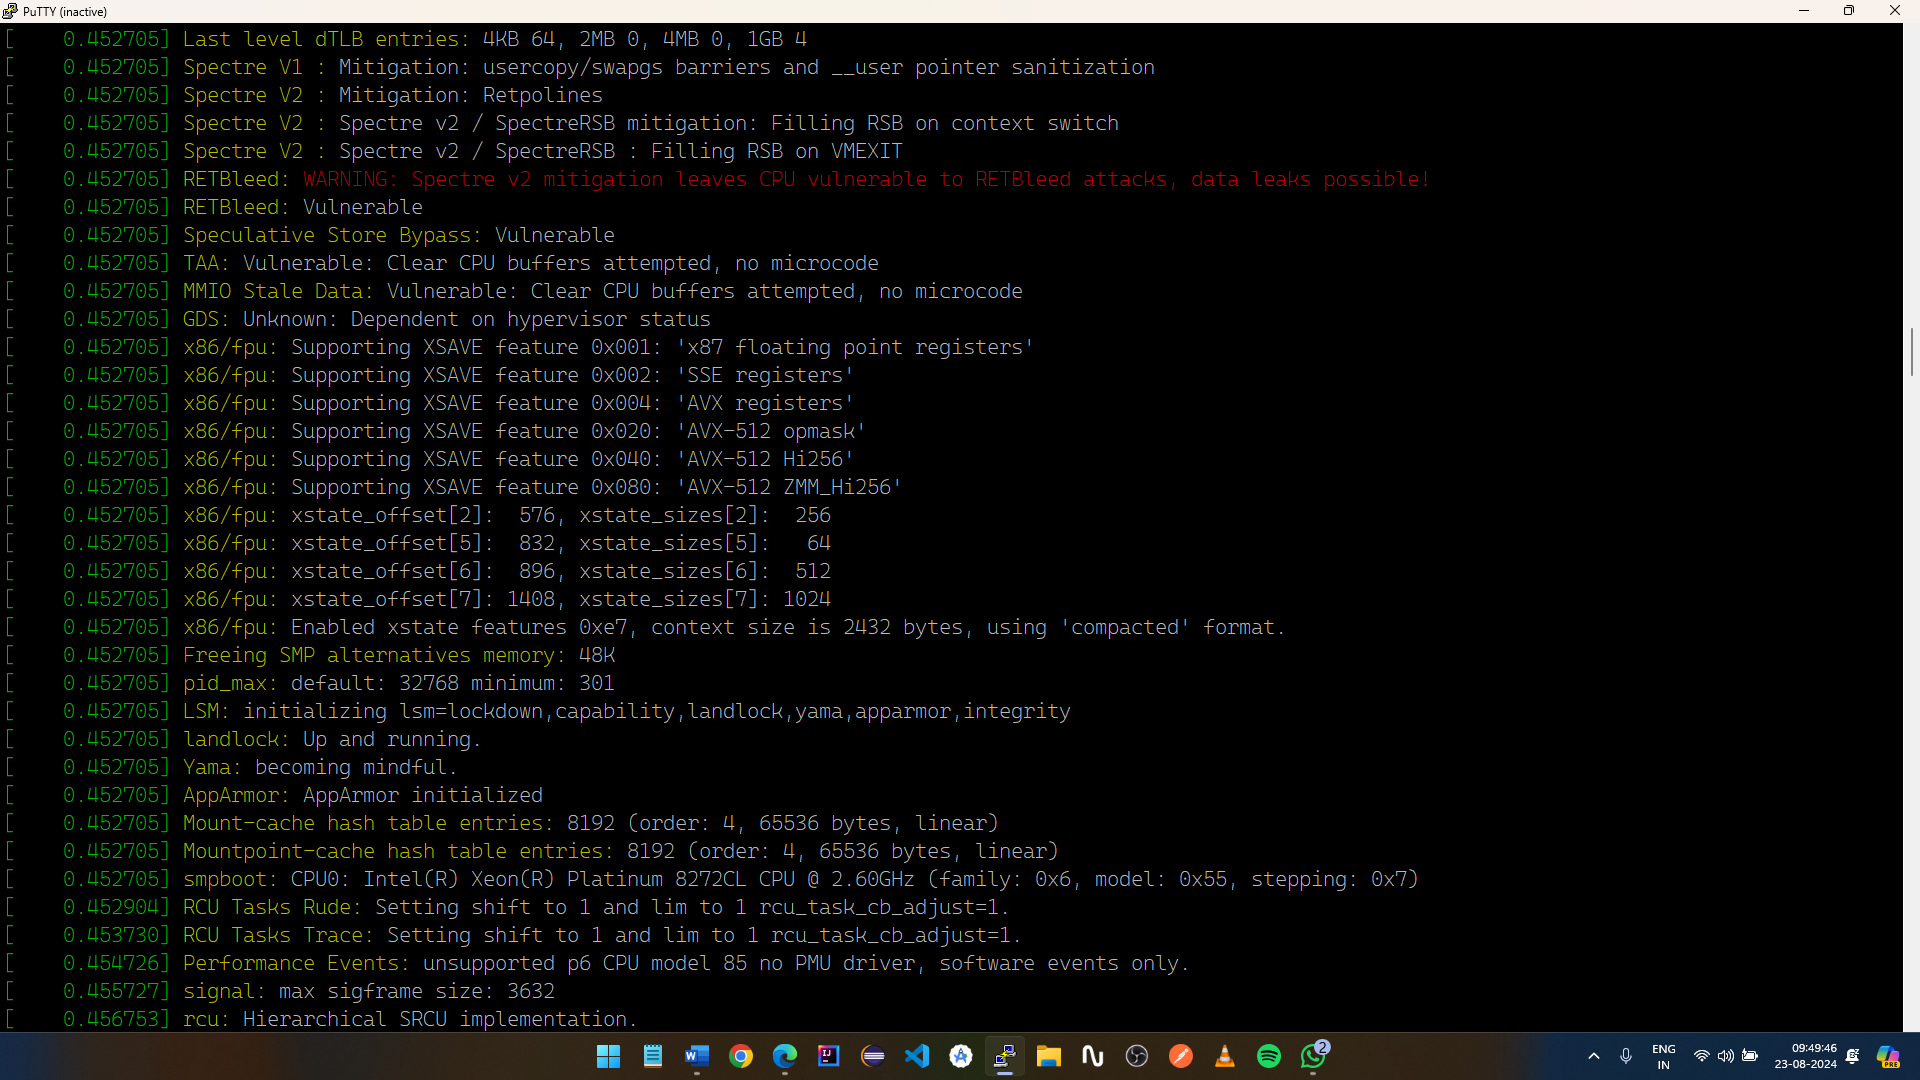 PuTTY (inactive)
[    0.452705] Last level dTLB entries: 4KB 64, 2MB 0, 4MB 0, 1GB 4
[    0.452705] Spectre V1 : Mitigation: usercopy/swapgs barriers and __user pointer sanitization
[    0.452705] Spectre V2 : Mitigation: Retpolines
[    0.452705] Spectre V2 : Spectre v2 / SpectreRSB mitigation: Filling RSB on context switch
[    0.452705] Spectre V2 : Spectre v2 / SpectreRSB : Filling RSB on VMEXIT
[    0.452705] RETBleed: WARNING: Spectre v2 mitigation leaves CPU vulnerable to RETBleed attacks, data leaks possible!
[    0.452705] RETBleed: Vulnerable
[    0.452705] Speculative Store Bypass: Vulnerable
[    0.452705] TAA: Vulnerable: Clear CPU buffers attempted, no microcode
[    0.452705] MMIO Stale Data: Vulnerable: Clear CPU buffers attempted, no microcode
[    0.452705] GDS: Unknown: Dependent on hypervisor status
[    0.452705] x86/fpu: Supporting XSAVE feature 0x001: 'x87 floating point registers'
[    0.452705] x86/fpu: Supporting XSAVE feature 0x002: 'SSE registers'
[    0.452705] x86/fpu: Supporting XSAVE feature 0x004: 'AVX registers'
[    0.452705] x86/fpu: Supporting XSAVE feature 0x020: 'AVX-512 opmask'
[    0.452705] x86/fpu: Supporting XSAVE feature 0x040: 'AVX-512 Hi256'
[    0.452705] x86/fpu: Supporting XSAVE feature 0x080: 'AVX-512 ZMM_Hi256'
[    0.452705] x86/fpu: xstate_offset[2]:  576, xstate_sizes[2]:  256
[    0.452705] x86/fpu: xstate_offset[5]:  832, xstate_sizes[5]:   64
[    0.452705] x86/fpu: xstate_offset[6]:  896, xstate_sizes[6]:  512
[    0.452705] x86/fpu: xstate_offset[7]: 1408, xstate_sizes[7]: 1024
[    0.452705] x86/fpu: Enabled xstate features 0xe7, context size is 2432 bytes, using 'compacted' format.
[    0.452705] Freeing SMP alternatives memory: 48K
[    0.452705] pid_max: default: 32768 minimum: 301
[    0.452705] LSM: initializing lsm=lockdown,capability,landlock,yama,apparmor,integrity
[    0.452705] landlock: Up and running.
[    0.452705] Yama: becoming mindful.
[    0.452705] AppArmor: AppArmor initialized
[    0.452705] Mount-cache hash table entries: 8192 (order: 4, 65536 bytes, linear)
[    0.452705] Mountpoint-cache hash table entries: 8192 (order: 4, 65536 bytes, linear)
[    0.452705] smpboot: CPU0: Intel(R) Xeon(R) Platinum 8272CL CPU @ 2.60GHz (family: 0x6, model: 0x55, stepping: 0x7)
[    0.452904] RCU Tasks Rude: Setting shift to 1 and lim to 1 rcu_task_cb_adjust=1.
[    0.453730] RCU Tasks Trace: Setting shift to 1 and lim to 1 rcu_task_cb_adjust=1.
[    0.454726] Performance Events: unsupported p6 CPU model 85 no PMU driver, software events only.
[    0.455727] signal: max sigframe size: 3632
[    0.456753] rcu: Hierarchical SRCU implementation.
2
ENG
IN
09:49:46
23-08-2024
PRE